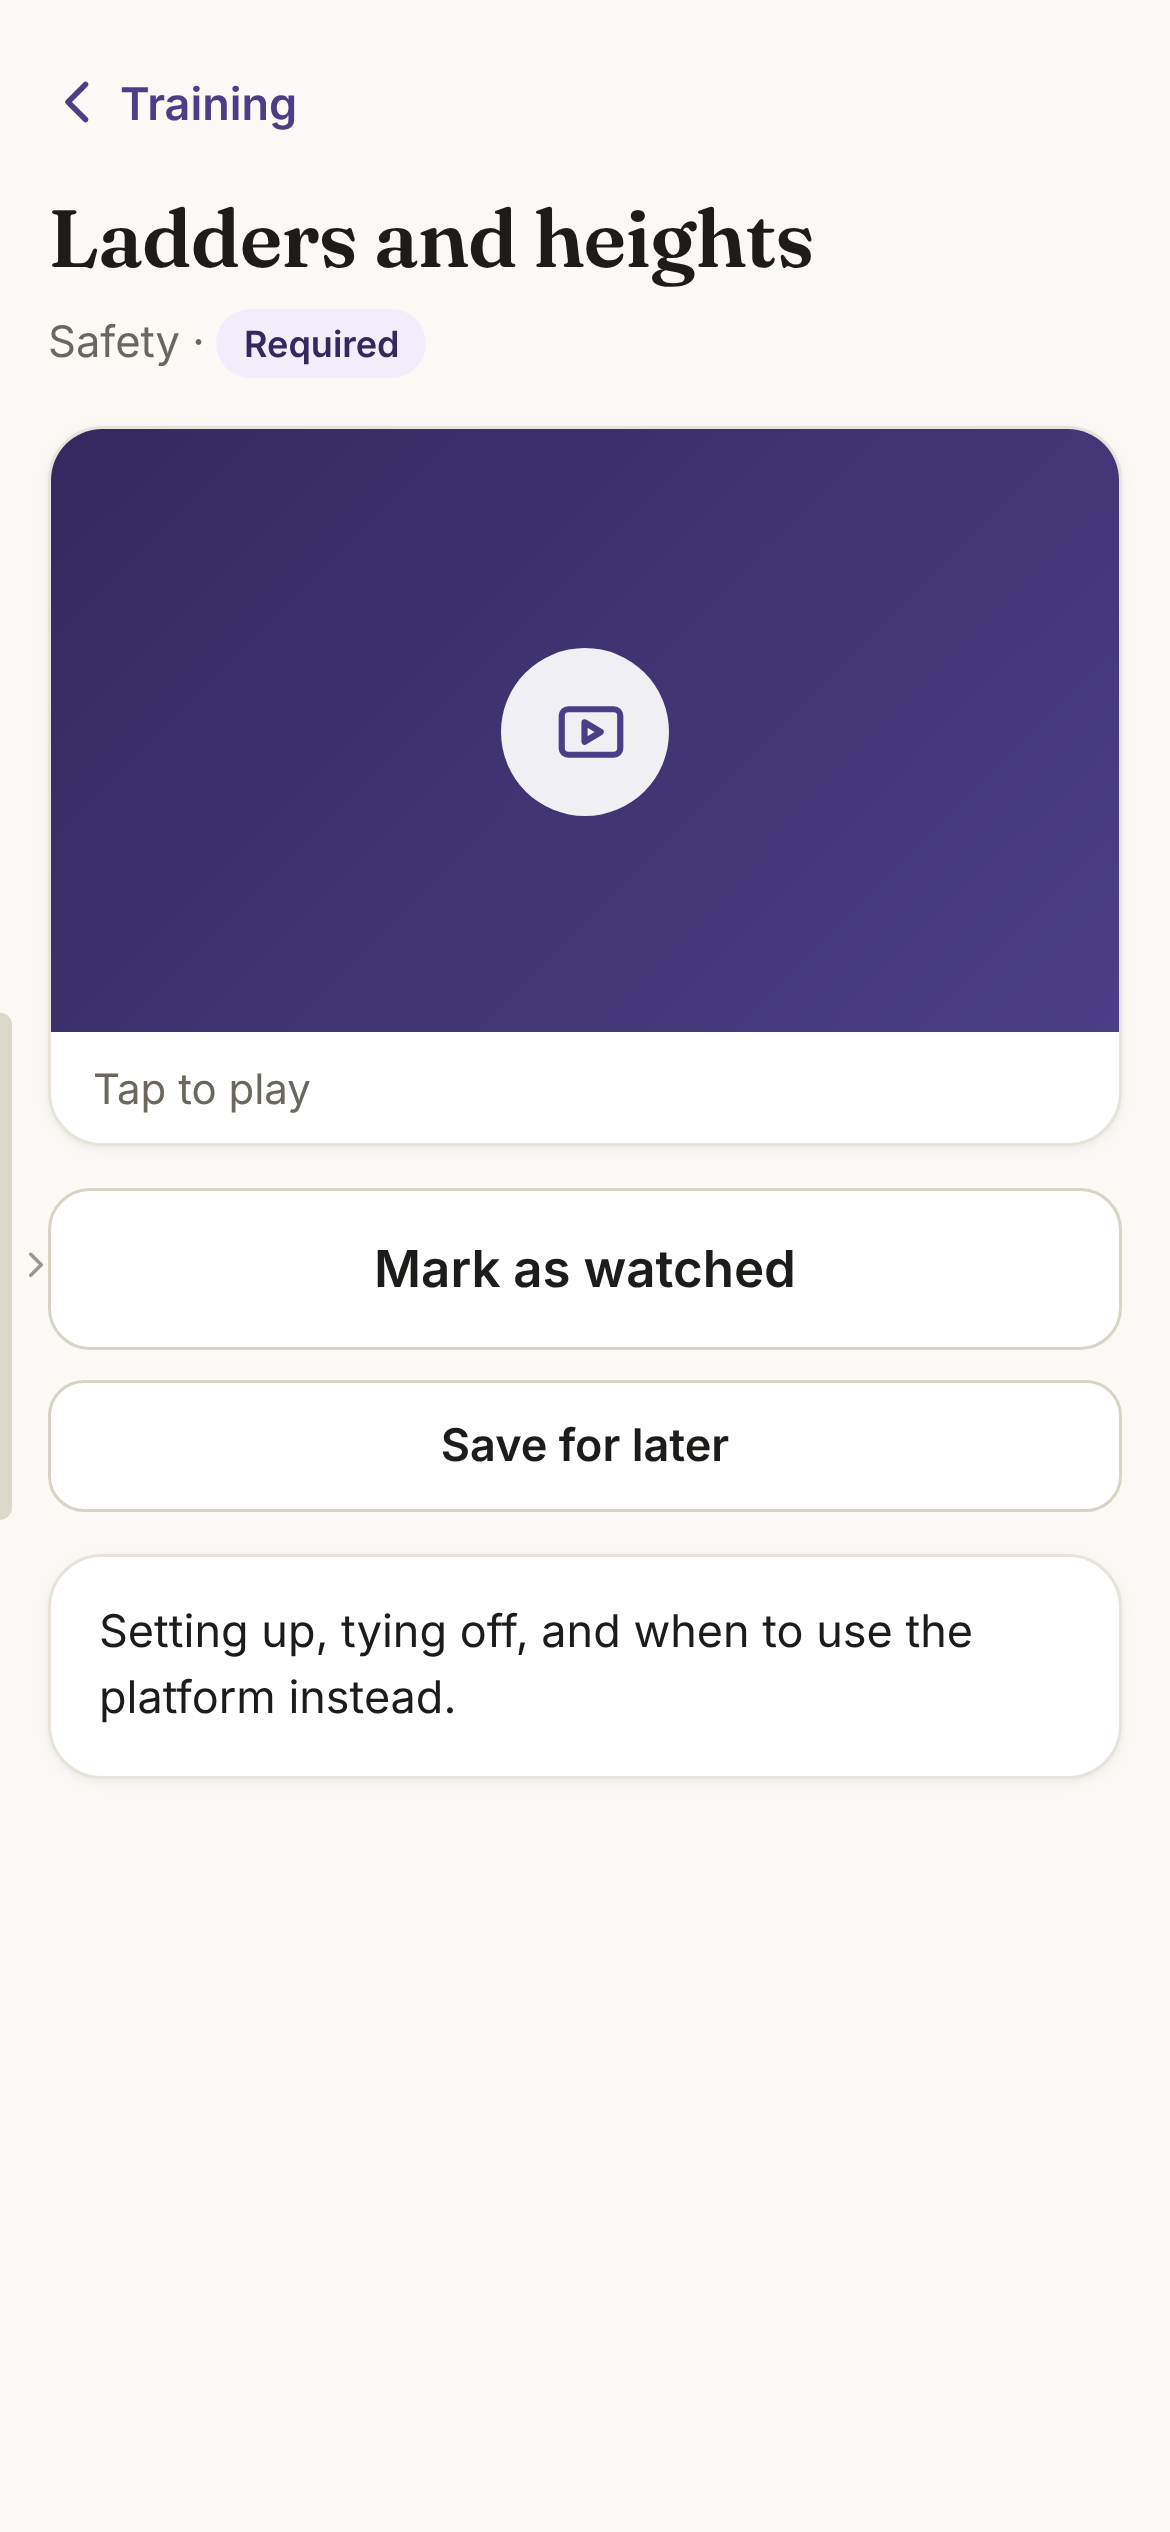 Training
Ladders and heights
Safety · Required
Tap to play
Mark as watched
Save for later
Setting up, tying off, and when to use the
platform instead.